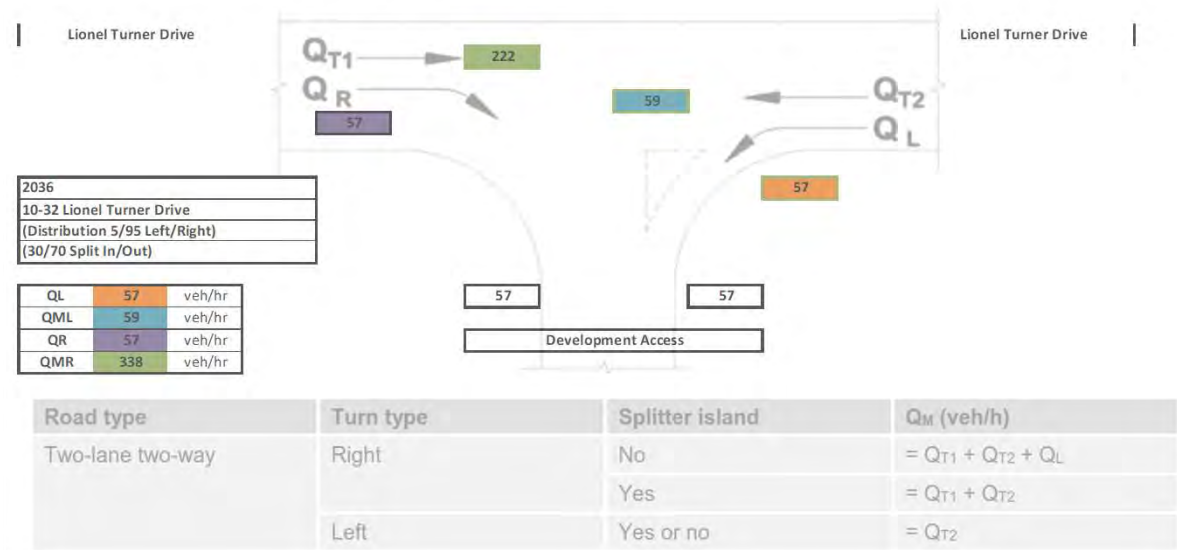 Lionel Turner Drive
Lionel Turner Drive
QT1
222
QR
57
59
QT2
QL
57
2036
10-32 Lionel Turner Drive
(Distribution 5/95 Left/Right)
(30/70 Split In/Out)
QL 57 veh/hr
QML 59 veh/hr
QR 57 veh/hr
QMR 338 veh/hr
57
57
Development Access
Road type Turn type Splitter island QM (veh/h)
Two-lane two-way Right No = QT1 + QT2 + QL
Yes = QT1 + QT2
Left Yes or no = QT2